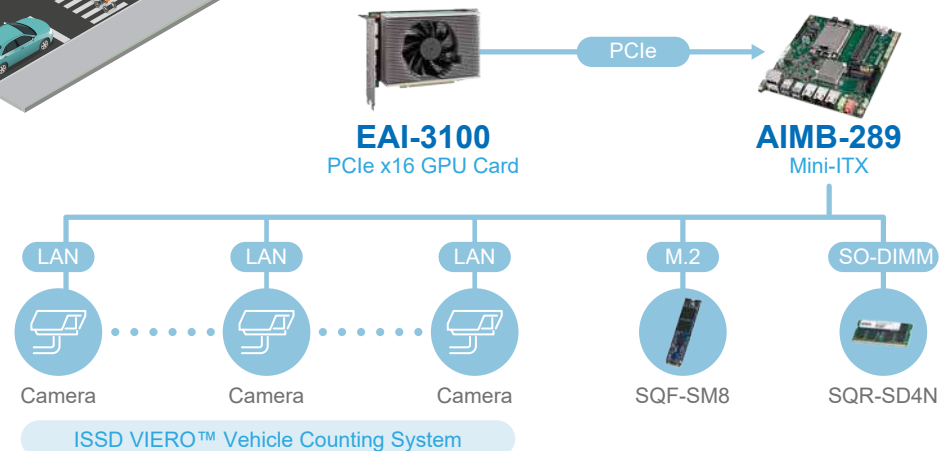 PCIe
EAI-3100
PCIe x16 GPU Card
AIMB-289
Mini-ITX
LAN
LAN
LAN
M.2
SO-DIMM
Camera
Camera
Camera
SQF-SM8
SQR-SD4N
ISSD VIERO™ Vehicle Counting System